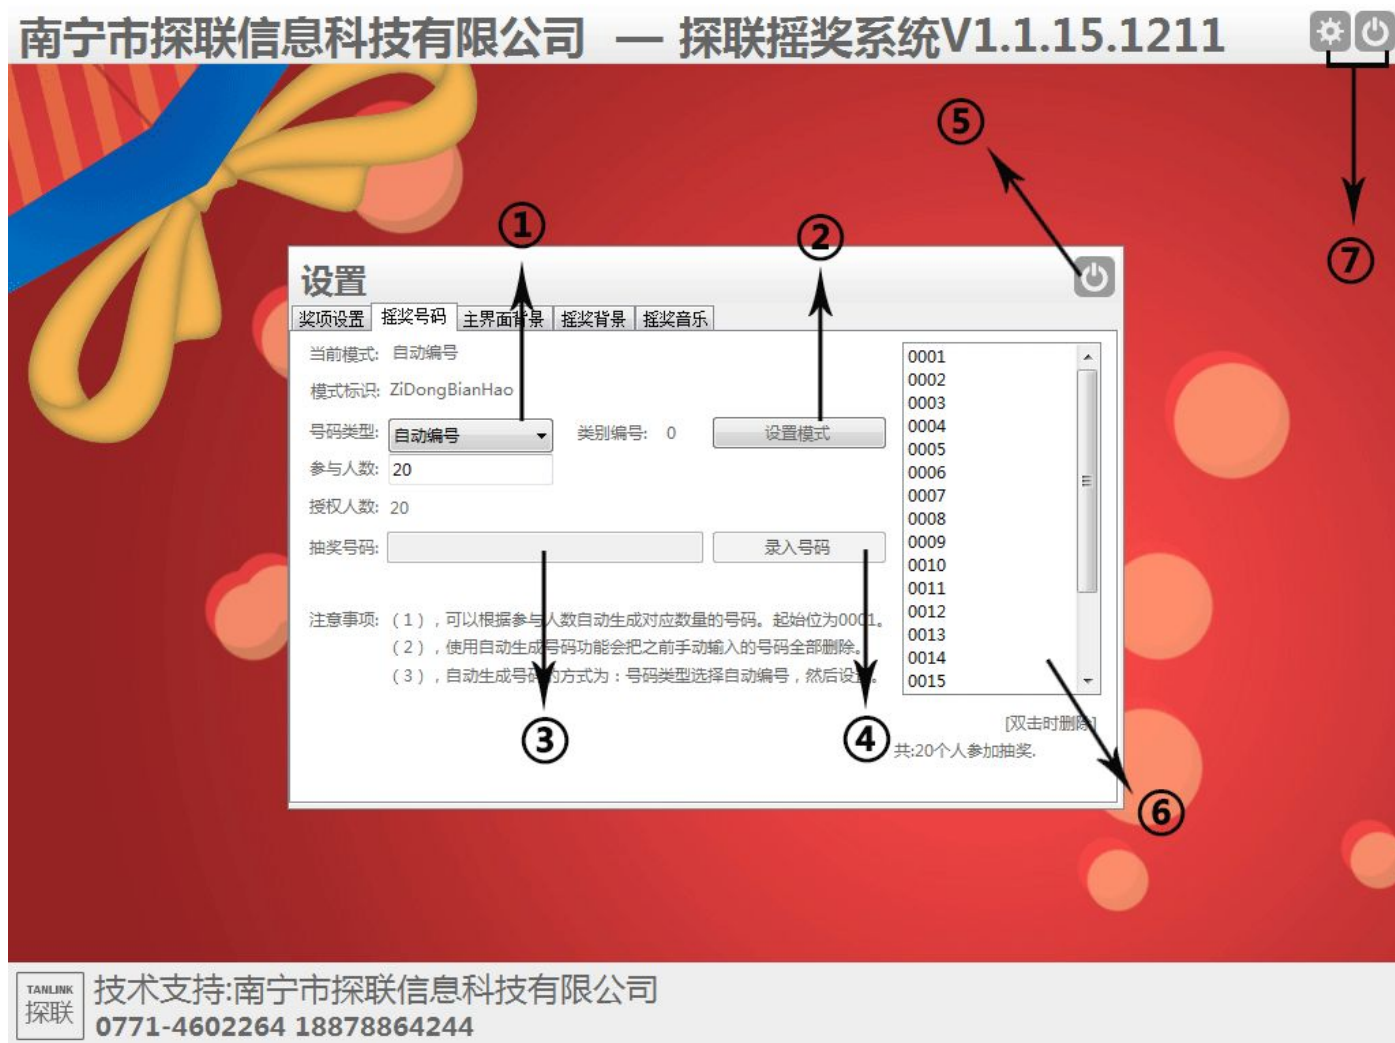 南宁市探联信息科技有限公司 — 探联摇奖系统V1.1.15.1211
⑤
① ② ⑦
设置
奖项设置 摇奖号码 主界面背景 摇奖背景 摇奖音乐
当前模式: 自动编号
模式标识: ZiDongBianHao
号码类型: 自动编号 类别编号: 0 设置模式
参与人数: 20
授权人数: 20
抽奖号码: 录入号码
注意事项: (1) , 可以根据参与人数自动生成对应数量的号码。起始位为0001。
(2) , 使用自动生成号码功能会把之前手动输入的号码全部删除。
(3) , 自动生成号码的方式为 : 号码类型选择自动编号 , 然后设置。
0001
0002
0003
0004
0005
0006
0007
0008
0009
0010
0011
0012
0013
0014
0015
[双击时删除]
共:20个人参加抽奖.
③ ④ ⑥
TANLINK
探联
技术支持:南宁市探联信息科技有限公司
0771-4602264 18878864244